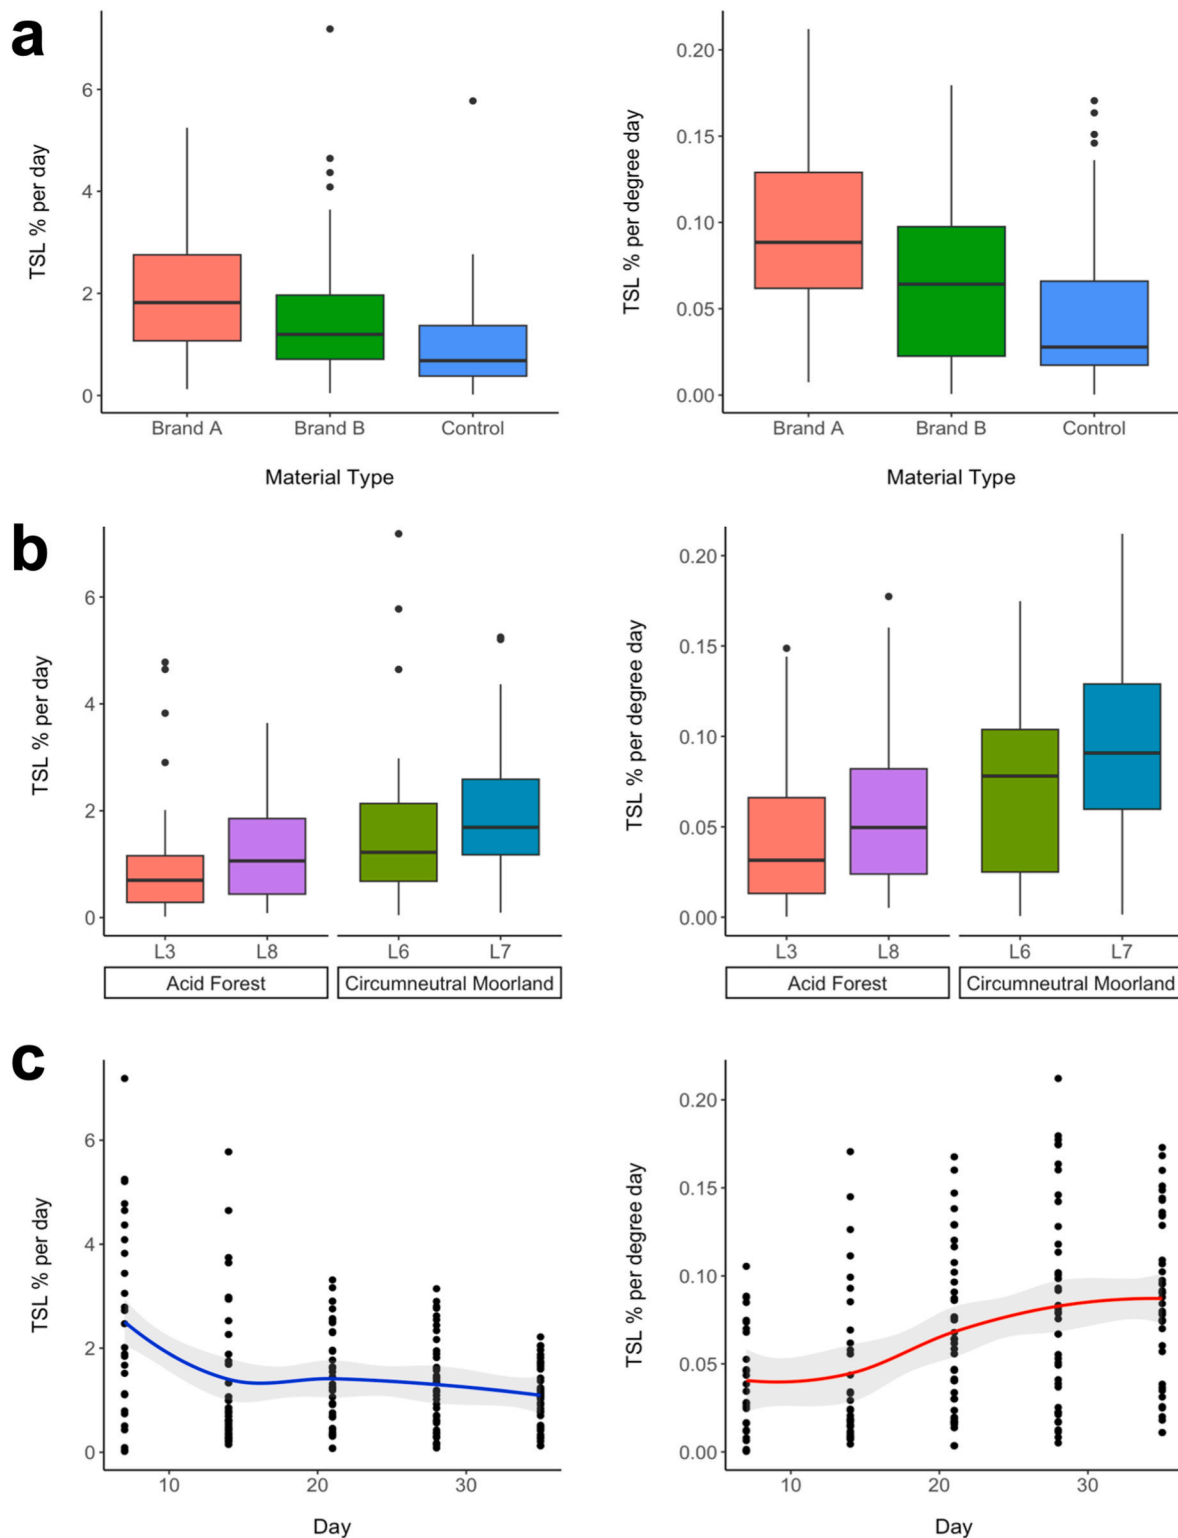 a
TSL % per day
6
4
2
0
Brand A Brand B Control
Material Type
TSL % per degree day
0.20
0.15
0.10
0.05
0.00
Brand A Brand B Control
Material Type
b
TSL % per day
6
4
2
0
L3 L8 L6 L7
Acid Forest Circumneutral Moorland
TSL % per degree day
0.20
0.15
0.10
0.05
0.00
L3 L8 L6 L7
Acid Forest Circumneutral Moorland
c
TSL % per day
6
4
2
0
10 20 30
Day
TSL % per degree day
0.20
0.15
0.10
0.05
0.00
10 20 30
Day